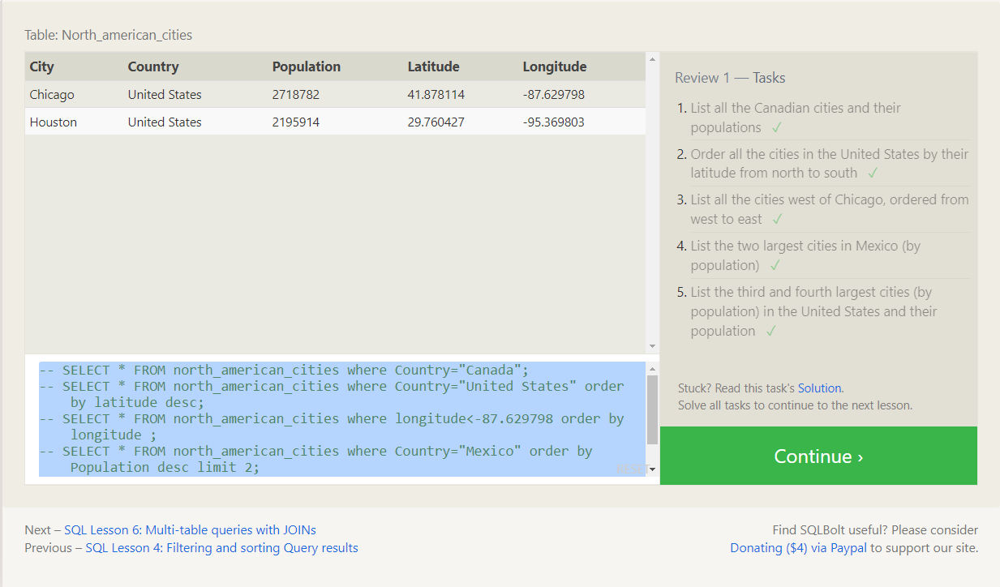 Table: North_american_cities
City Country Population Latitude Longitude
Chicago United States 2718782 41.878114 -87.629798
Houston United States 2195914 29.760427 -95.369803
-- SELECT * FROM north_american_cities where Country="Canada";
-- SELECT * FROM north_american_cities where Country="United States" order
by latitude desc;
-- SELECT * FROM north_american_cities where longitude<-87.629798 order by
longitude ;
-- SELECT * FROM north_american_cities where Country="Mexico" order by
Population desc limit 2;
RESET
Review 1 — Tasks
1. List all the Canadian cities and their
populations ✓
2. Order all the cities in the United States by their
latitude from north to south ✓
3. List all the cities west of Chicago, ordered from
west to east ✓
4. List the two largest cities in Mexico (by
population) ✓
5. List the third and fourth largest cities (by
population) in the United States and their
population ✓
Stuck? Read this task's Solution.
Solve all tasks to continue to the next lesson.
Continue ›
Next – SQL Lesson 6: Multi-table queries with JOINs
Previous – SQL Lesson 4: Filtering and sorting Query results
Find SQLBolt useful? Please consider
Donating ($4) via Paypal to support our site.